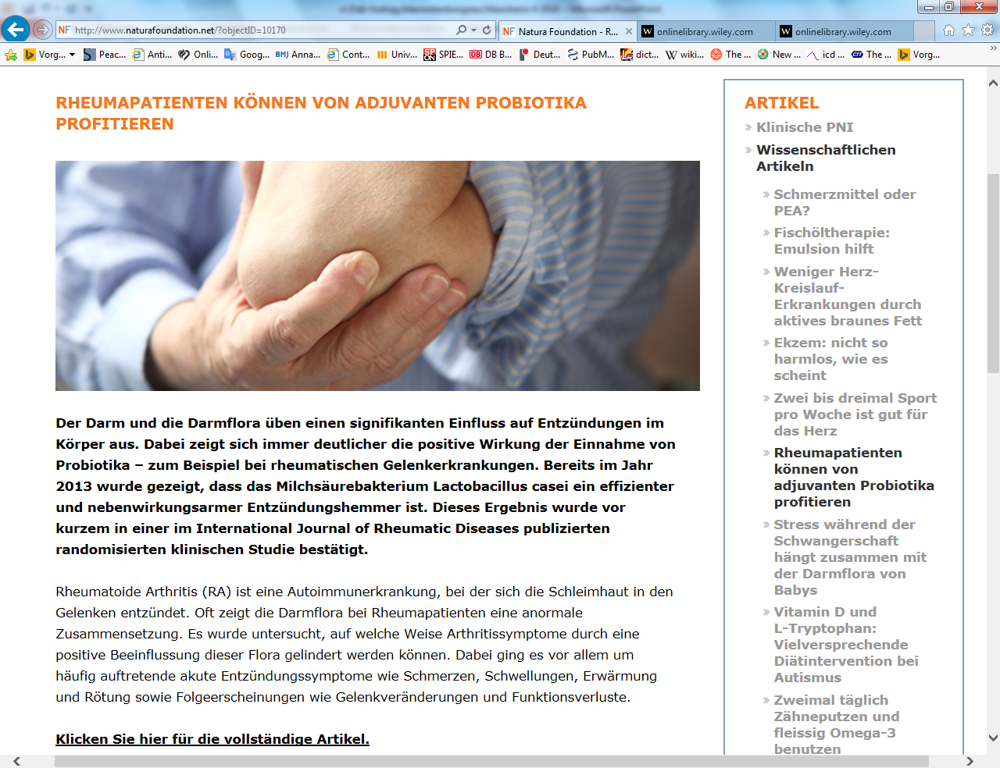 NF http://www.naturafoundation.net/?objectID=10170
NF Natura Foundation - R...
W onlinelibrary.wiley.com
W onlinelibrary.wiley.com
Vorg...
Peac...
Anti...
Onli...
Goog...
BMJ Anna...
Cont...
Univ...
SPIE...
DB DB B...
Deut...
PubM...
dict...
W wiki...
The ...
New ...
icd ...
The ...
Vorg...
RHEUMAPATIENTEN KÖNNEN VON ADJUVANTEN PROBIOTIKA
PROFITIEREN
Der Darm und die Darmflora üben einen signifikanten Einfluss auf Entzündungen im
Körper aus. Dabei zeigt sich immer deutlicher die positive Wirkung der Einnahme von
Probiotika – zum Beispiel bei rheumatischen Gelenkerkrankungen. Bereits im Jahr
2013 wurde gezeigt, dass das Milchsäurebakterium Lactobacillus casei ein effizienter
und nebenwirkungsarmer Entzündungshemmer ist. Dieses Ergebnis wurde vor
kurzem in einer im International Journal of Rheumatic Diseases publizierten
randomisierten klinischen Studie bestätigt.
Rheumatoide Arthritis (RA) ist eine Autoimmunerkrankung, bei der sich die Schleimhaut in den
Gelenken entzündet. Oft zeigt die Darmflora bei Rheumapatienten eine anormale
Zusammensetzung. Es wurde untersucht, auf welche Weise Arthritissymptome durch eine
positive Beeinflussung dieser Flora gelindert werden können. Dabei ging es vor allem um
häufig auftretende akute Entzündungssymptome wie Schmerzen, Schwellungen, Erwärmung
und Rötung sowie Folgeerscheinungen wie Gelenkveränderungen und Funktionsverluste.
Klicken Sie hier für die vollständige Artikel.
ARTIKEL
Klinische PNI
Wissenschaftlichen
Artikeln
Schmerzmittel oder
PEA?
Fischöltherapie:
Emulsion hilft
Weniger Herz-
Kreislauf-
Erkrankungen durch
aktives braunes Fett
Ekzem: nicht so
harmlos, wie es
scheint
Zwei bis dreimal Sport
pro Woche ist gut für
das Herz
Rheumapatienten
können von
adjuvanten Probiotika
profitieren
Stress während der
Schwangerschaft
hängt zusammen mit
der Darmflora von
Babys
Vitamin D und
L-Tryptophan:
Vielversprechende
Diätintervention bei
Autismus
Zweimal täglich
Zähneputzen und
fleissig Omega-3
benutzen